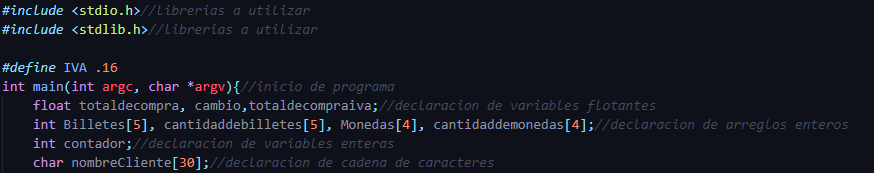 #include <stdio.h>//librerias a utilizar
#include <stdlib.h>//librerias a utilizar
#define IVA .16
int main(int argc, char *argv){//inicio de programa
float totaldecompra, cambio,totaldecompraiva;//declaracion de variables flotantes
int Billetes[5], cantidaddebilletes[5], Monedas[4], cantidaddemonedas[4];//declaracion de arreglos enteros
int contador;//declaracion de variables enteras
char nombreCliente[30];//declaracion de cadena de caracteres